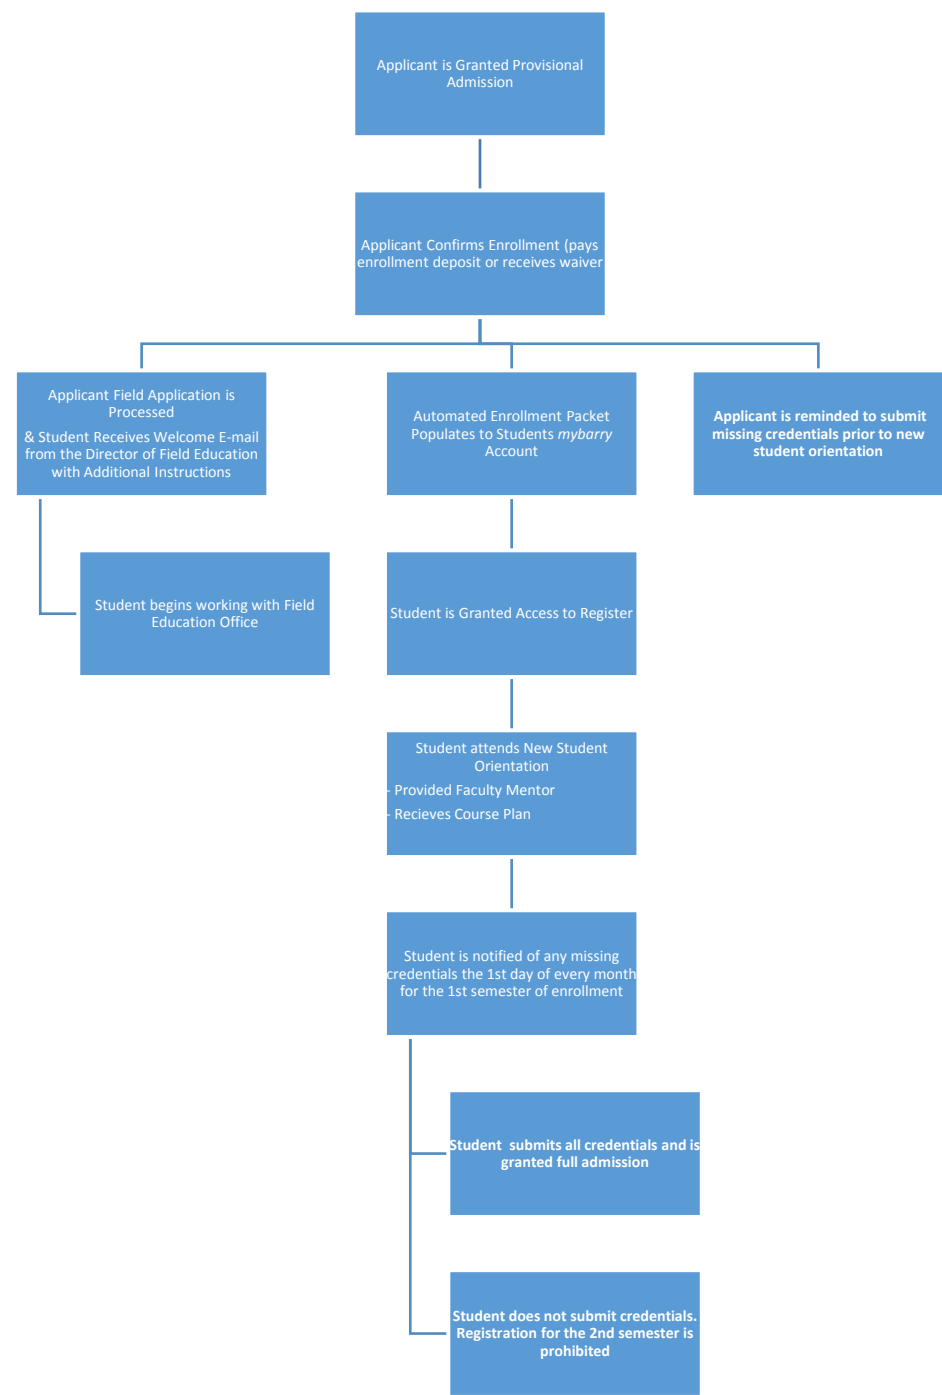 Applicant is Granted Provisional
Admission
Applicant Confirms Enrollment (pays
enrollment deposit or receives waiver
Applicant Field Application is
Processed
& Student Receives Welcome E-mail
from the Director of Field Education
with Additional Instructions
Automated Enrollment Packet
Populates to Students mybarry
Account
Applicant is reminded to submit
missing credentials prior to new
student orientation
Student begins working with Field
Education Office
Student is Granted Access to Register
Student attends New Student
Orientation
- Provided Faculty Mentor
- Recieves Course Plan
Student is notified of any missing
credentials the 1st day of every month
for the 1st semester of enrollment
Student  submits all credentials and is
granted full admission
Student does not submit credentials.
Registration for the 2nd semester is
prohibited